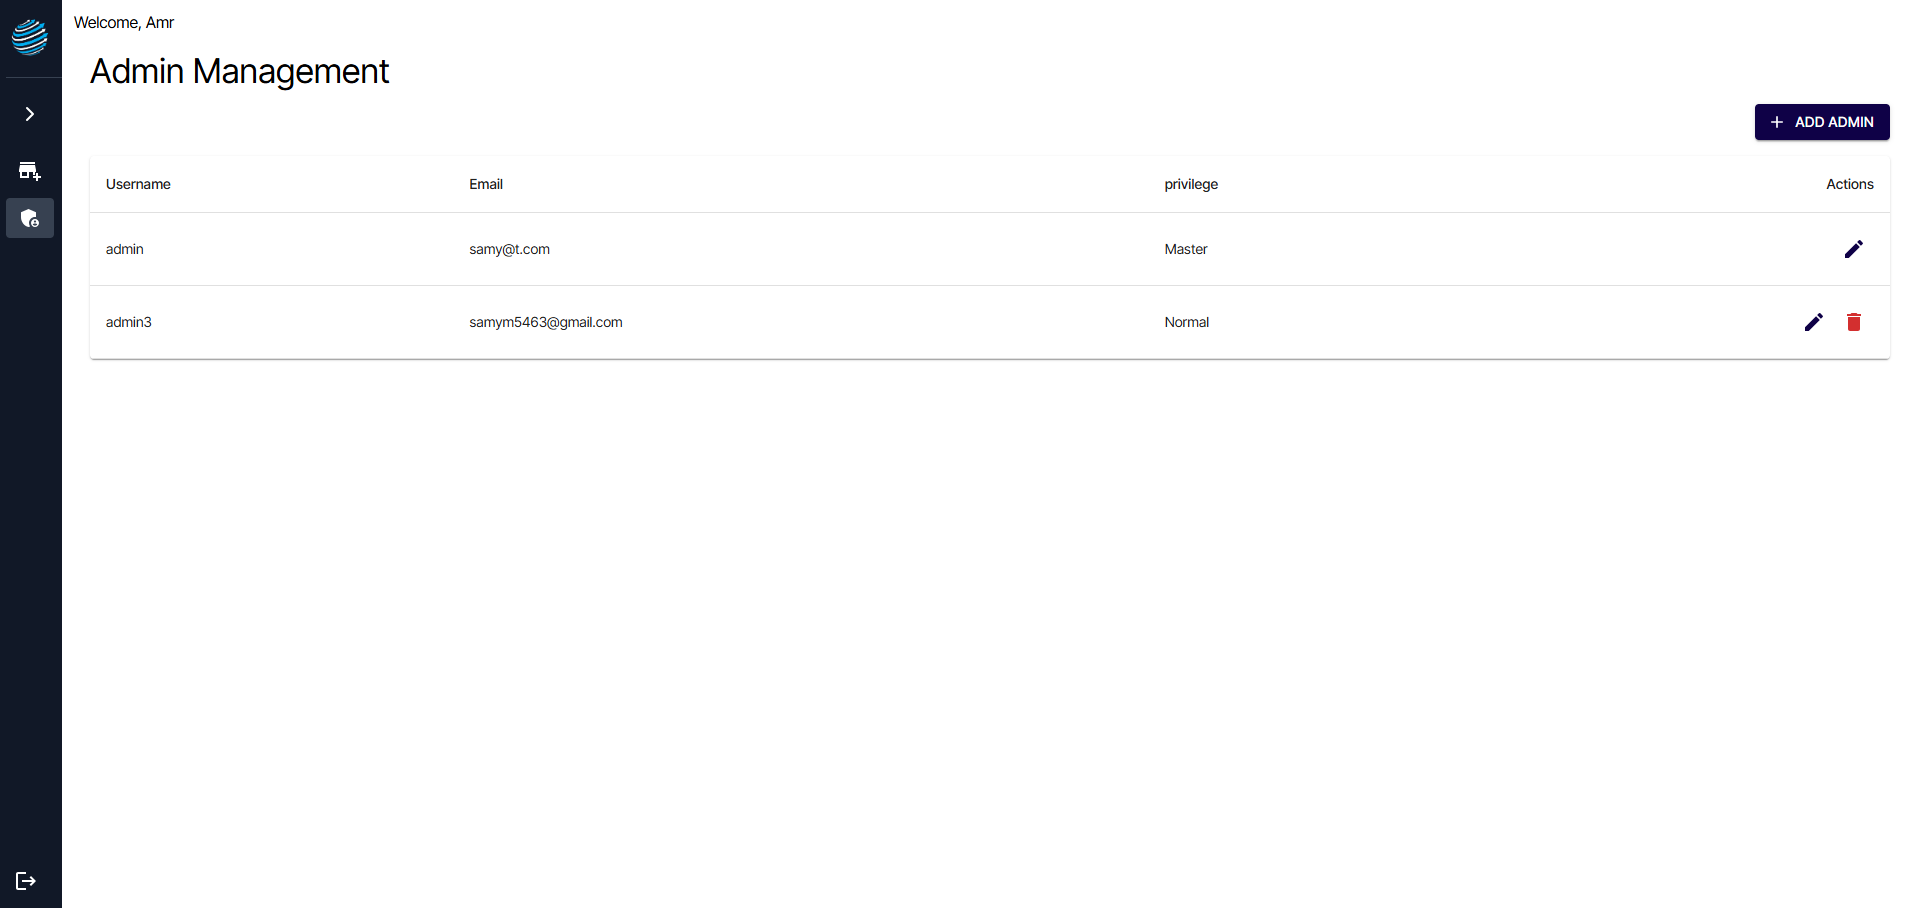 Welcome, Amr
Admin Management
ADD ADMIN
Username Email privilege Actions
admin samy@t.com Master
admin3 samym5463@gmail.com Normal